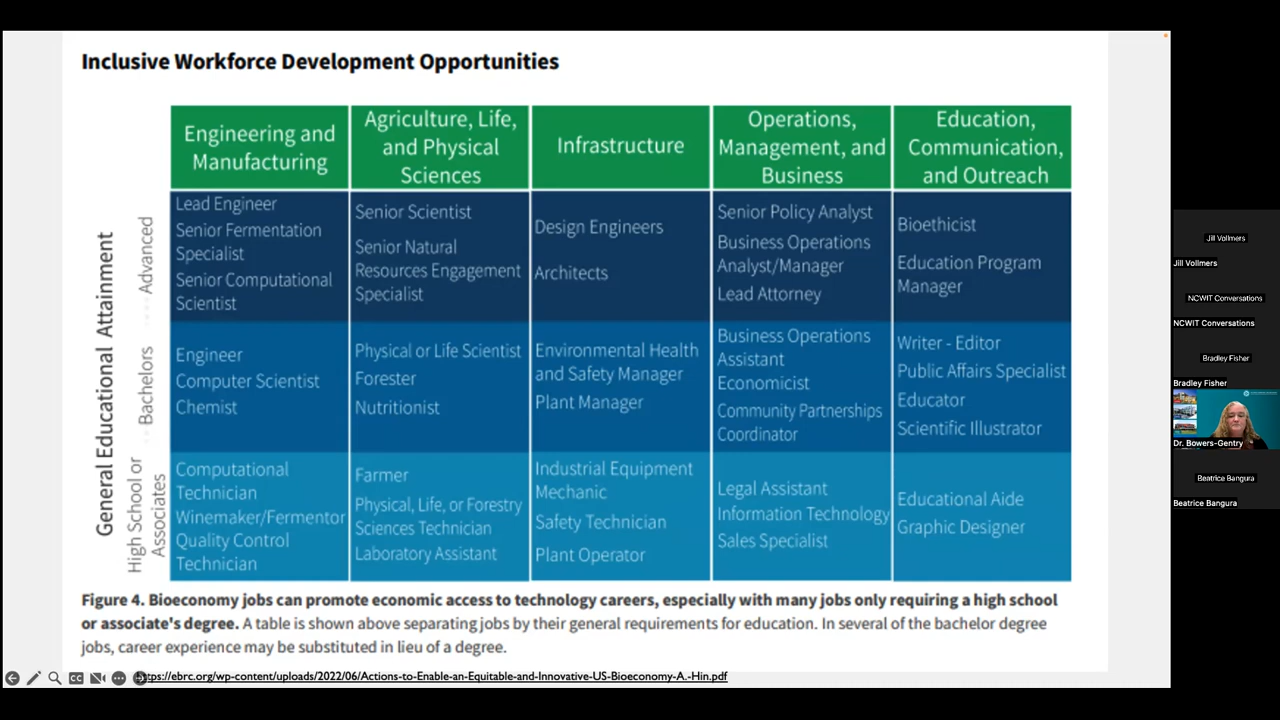 Inclusive Workforce Development Opportunities
Engineering and
Manufacturing
Agriculture, Life,
and Physical
Sciences
Infrastructure
Operations,
Management, and
Business
Education,
Communication,
and Outreach
General Educational Attainment
Advanced
Lead Engineer
Senior Fermentation
Specialist
Senior Computational
Scientist
Senior Scientist
Senior Natural
Resources Engagement
Specialist
Design Engineers
Architects
Senior Policy Analyst
Business Operations
Analyst/Manager
Lead Attorney
Bioethicist
Education Program
Manager
Bachelors
Engineer
Computer Scientist
Chemist
Physical or Life Scientist
Forester
Nutritionist
Environmental Health
and Safety Manager
Plant Manager
Business Operations
Assistant
Economicist
Community Partnerships
Coordinator
Writer - Editor
Public Affairs Specialist
Educator
Scientific Illustrator
High School or
Associates
Computational
Technician
Winemaker/Fermentor
Quality Control
Technician
Farmer
Physical, Life, or Forestry
Sciences Technician
Laboratory Assistant
Industrial Equipment
Mechanic
Safety Technician
Plant Operator
Legal Assistant
Information Technology
Sales Specialist
Educational Aide
Graphic Designer
Figure 4. Bioeconomy jobs can promote economic access to technology careers, especially with many jobs only requiring a high school
or associate's degree. A table is shown above separating jobs by their general requirements for education. In several of the bachelor degree
jobs, career experience may be substituted in lieu of a degree.
ttps://ebrc.org/wp-content/uploads/2022/06/Actions-to-Enable-an-Equitable-and-Innovative-US-Bioeconomy-A.-Hin.pdf
CC
Jill Vollmers
Jill Vollmers
NCWIT Conversations
NCWIT Conversations
Bradley Fisher
Bradley Fisher
Dr. Bowers-Gentry
Beatrice Bangura
Beatrice Bangura